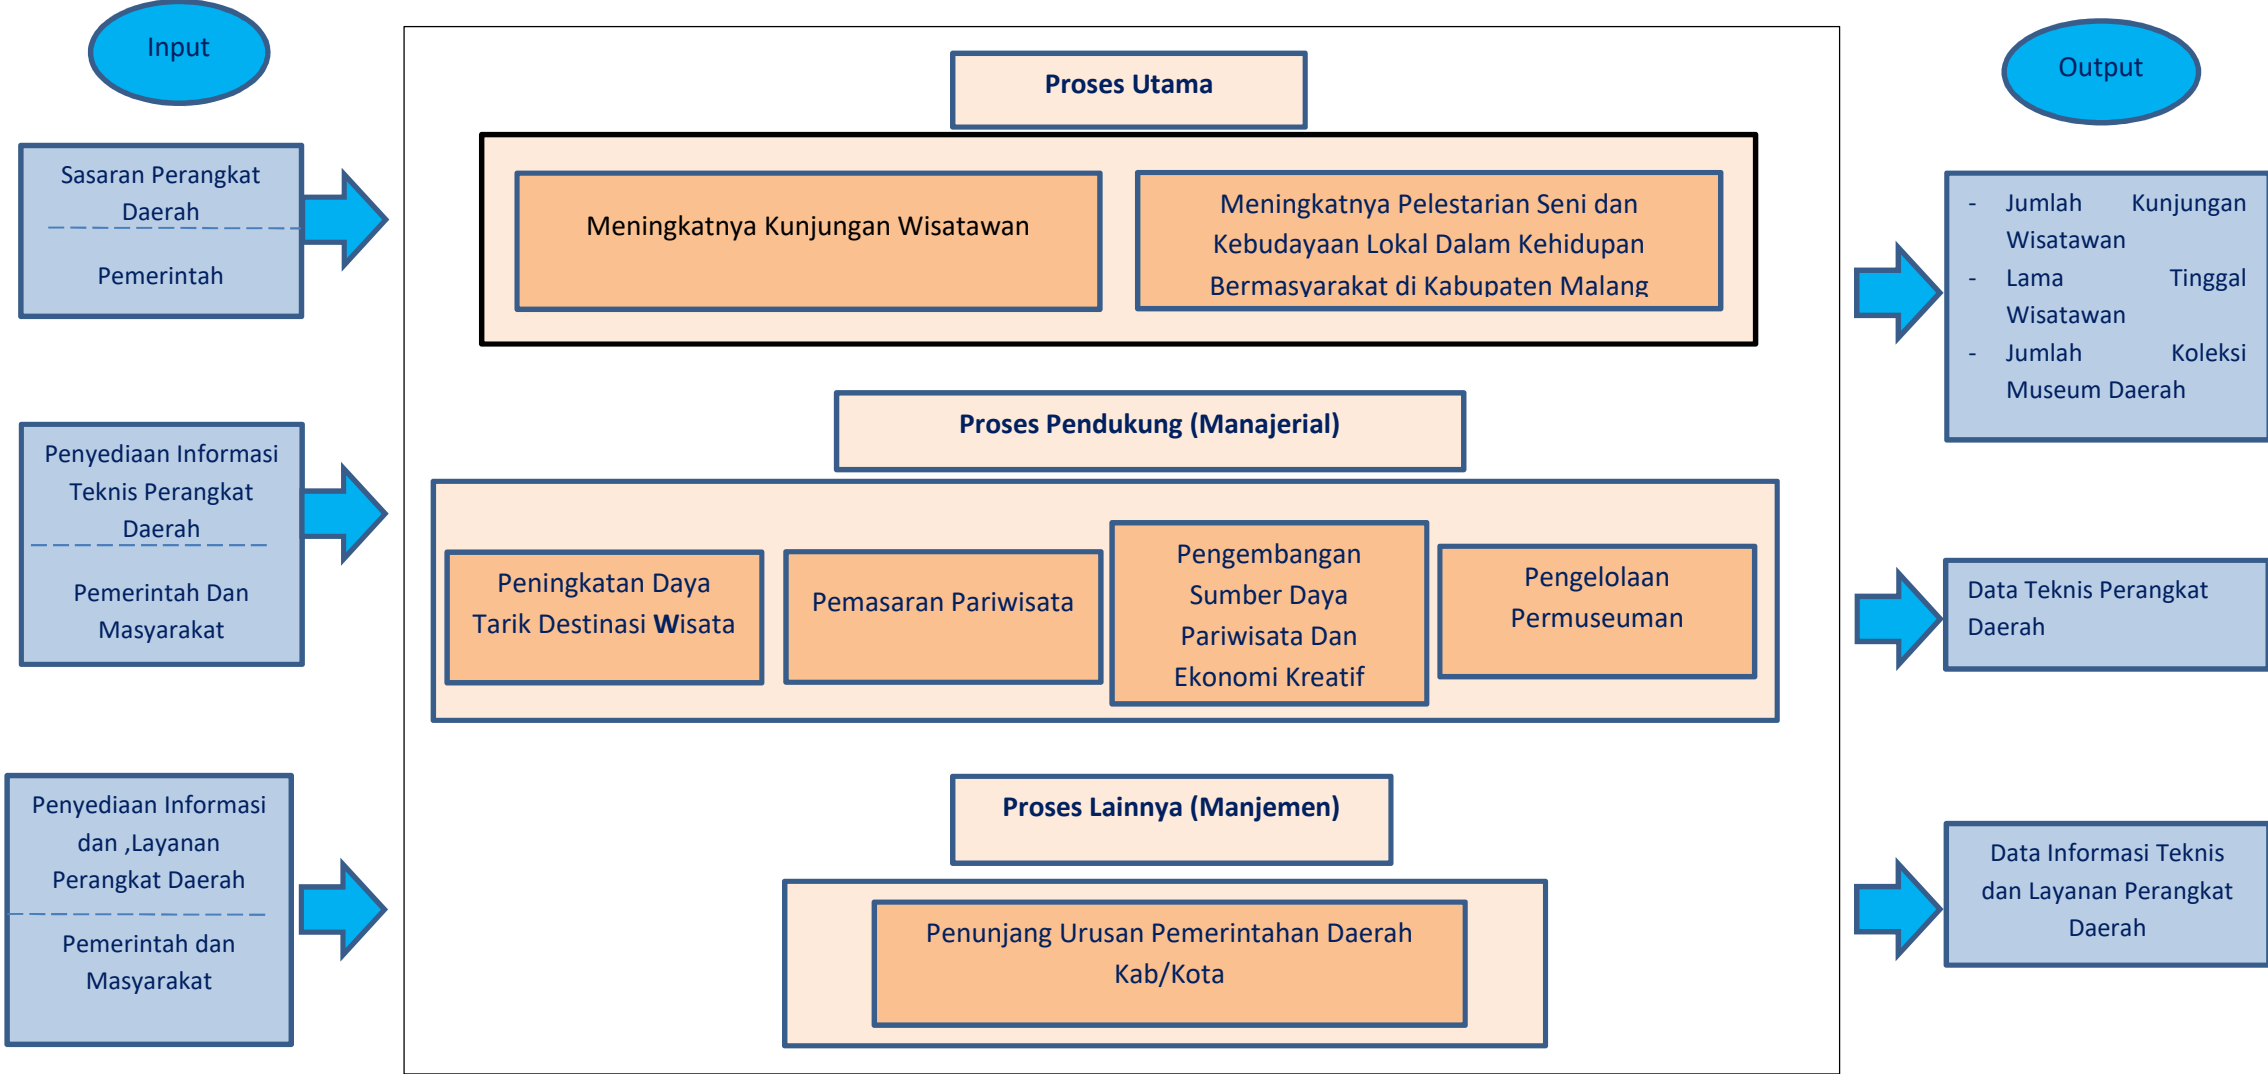 Input
Sasaran Perangkat
Daerah
Pemerintah
Penyediaan Informasi
Teknis Perangkat
Daerah
Pemerintah Dan
Masyarakat
Penyediaan Informasi
dan ,Layanan
Perangkat Daerah
Pemerintah dan
Masyarakat
Proses Utama
Meningkatnya Kunjungan Wisatawan
Meningkatnya Pelestarian Seni dan
Kebudayaan Lokal Dalam Kehidupan
Bermasyarakat di Kabupaten Malang
Proses Pendukung (Manajerial)
Peningkatan Daya
Tarik Destinasi Wisata
Pemasaran Pariwisata
Pengembangan
Sumber Daya
Pariwisata Dan
Ekonomi Kreatif
Pengelolaan
Permuseuman
Proses Lainnya (Manjemen)
Penunjang Urusan Pemerintahan Daerah
Kab/Kota
Output
- Jumlah Kunjungan
Wisatawan
- Lama Tinggal
Wisatawan
- Jumlah Koleksi
Museum Daerah
Data Teknis Perangkat
Daerah
Data Informasi Teknis
dan Layanan Perangkat
Daerah